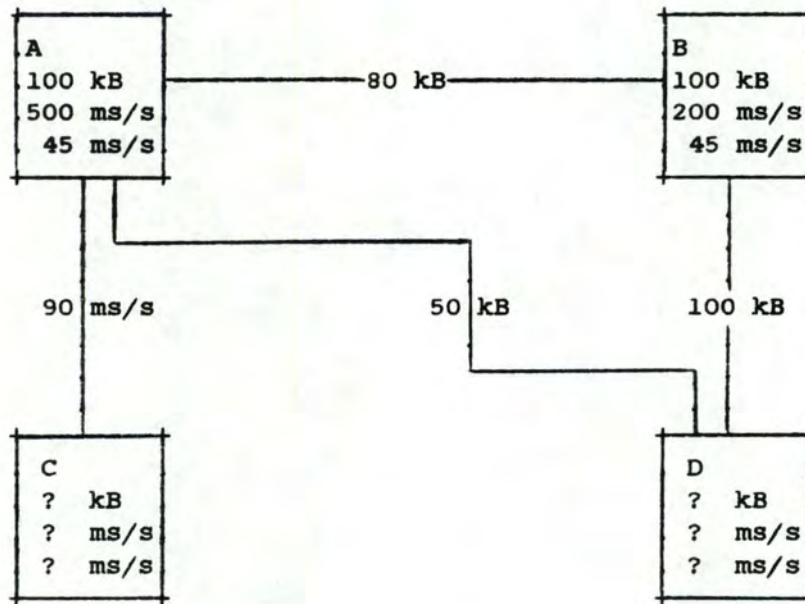 A
100 kB
500 ms/s
45 ms/s
80 kB
B
100 kB
200 ms/s
45 ms/s
90 ms/s
50 kB
100 kB
C
? kB
? ms/s
? ms/s
D
? kB
? ms/s
? ms/s